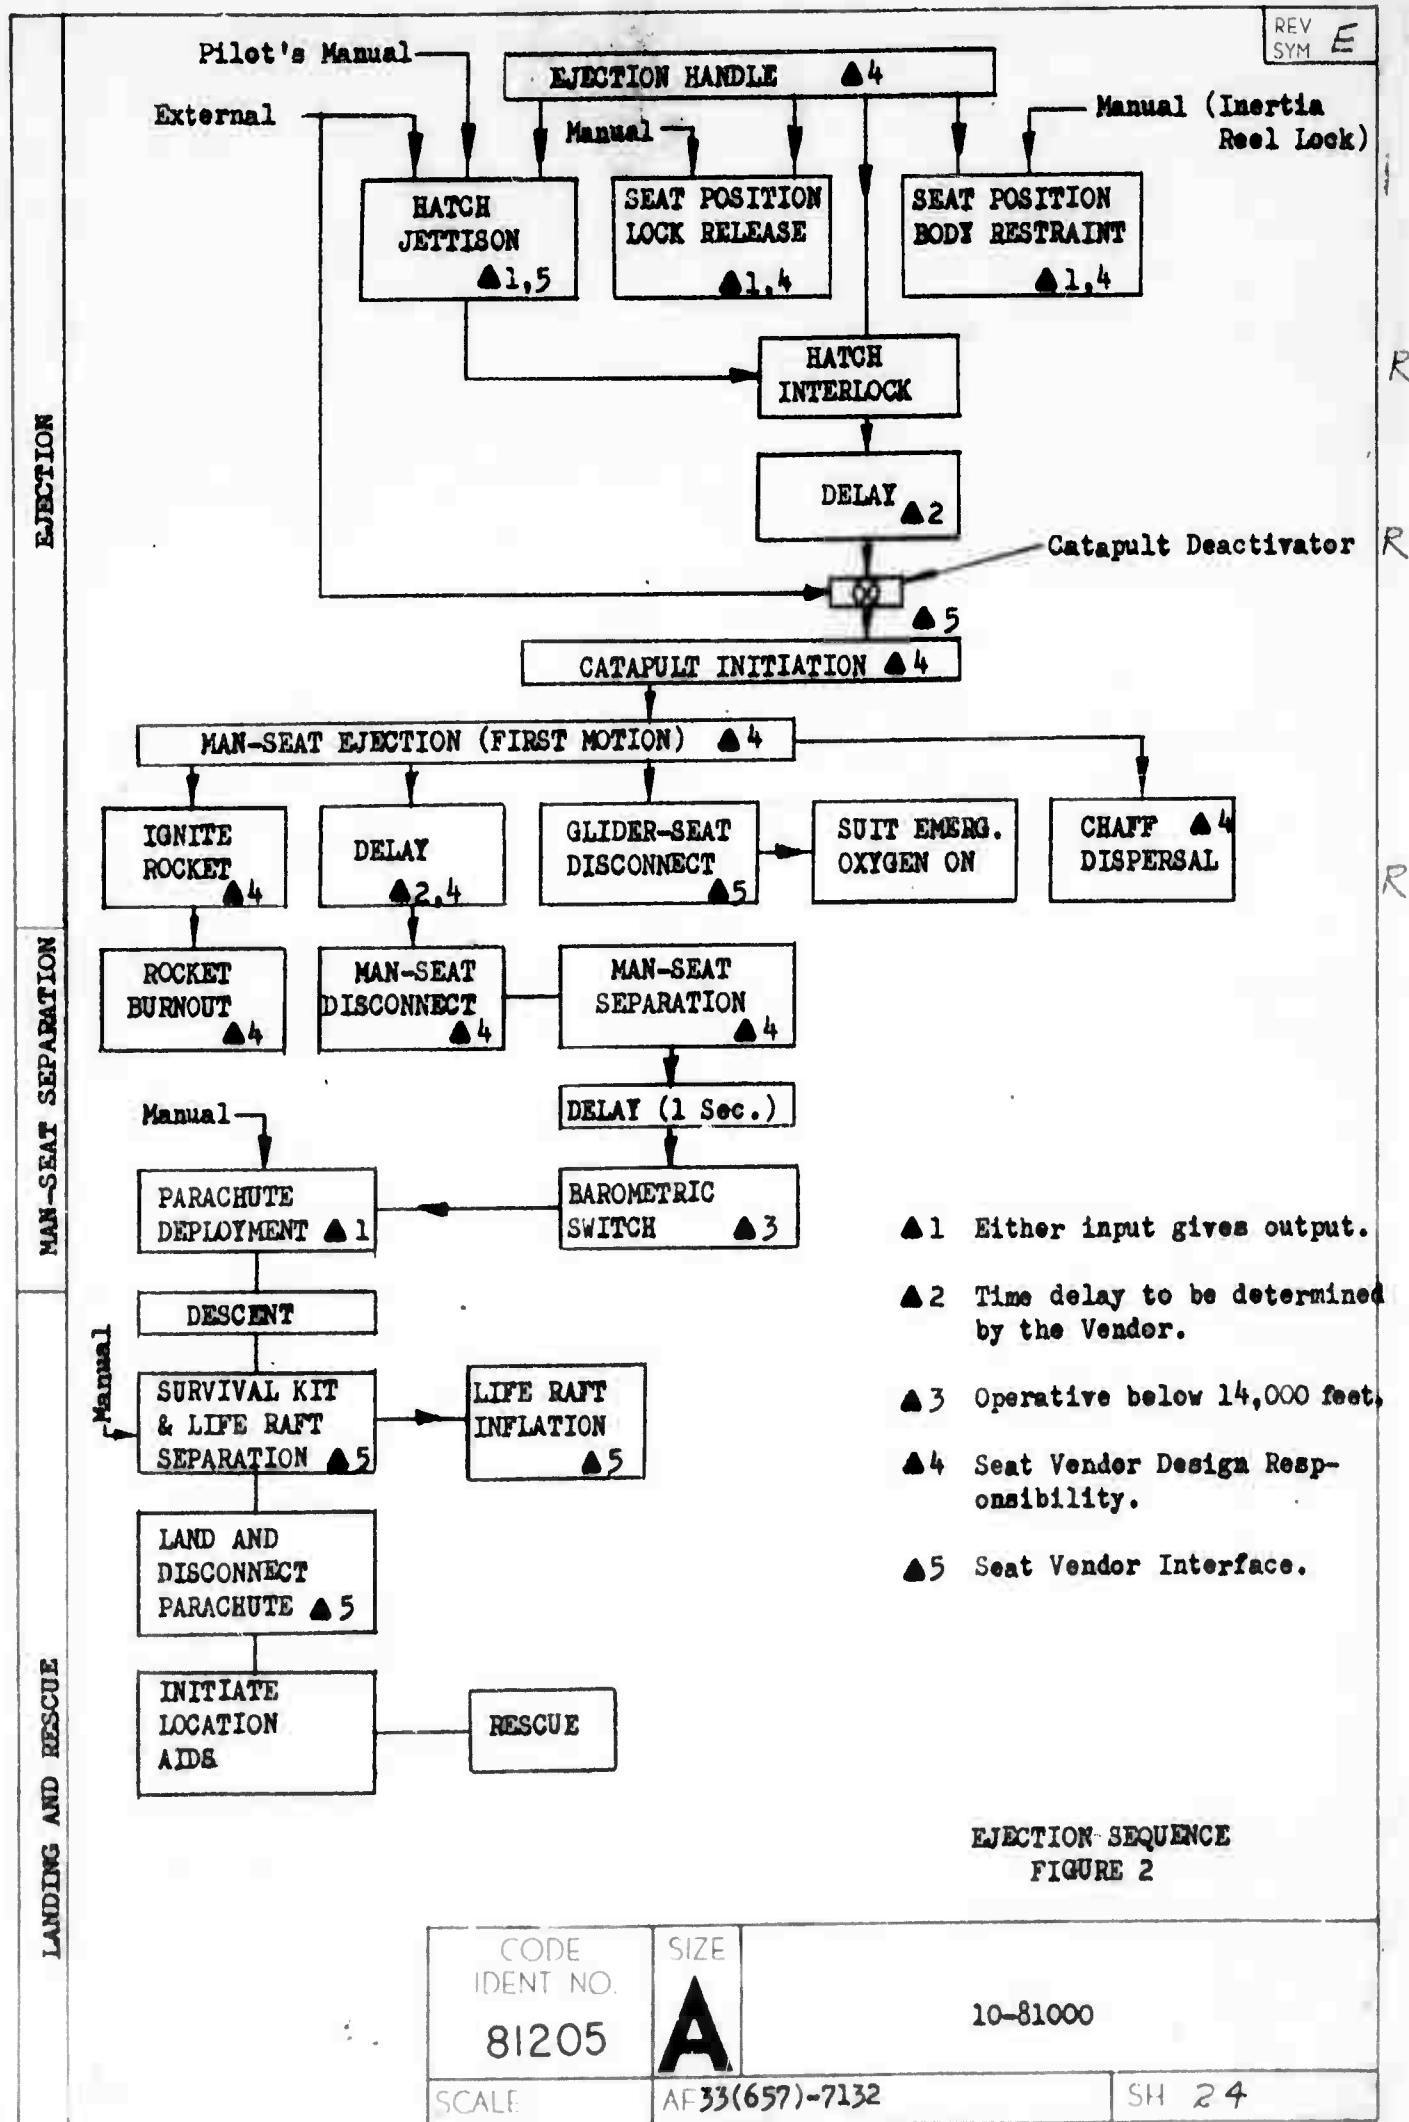 REV
SYM E
Pilot's Manual
EJECTION HANDLE ▲4
External
Manual
Manual (Inertia
Reel Lock)
HATCH
JETTISON
▲1,5
SEAT POSITION
LOCK RELEASE
▲1,4
SEAT POSITION
BODY RESTRAINT
▲1,4
HATCH
INTERLOCK
R
EJECTION
DELAY ▲2
Catapult Deactivator
R
▲5
CATAPULT INITIATION ▲4
MAN-SEAT EJECTION (FIRST MOTION) ▲4
IGNITE
ROCKET
▲4
DELAY
▲2,4
GLIDER-SEAT
DISCONNECT
▲5
SUIT EMERG.
OXYGEN ON
CHAFF ▲4
DISPERSAL
R
MAN-SEAT SEPARATION
ROCKET
BURNOUT
▲4
MAN-SEAT
DISCONNECT
▲4
MAN-SEAT
SEPARATION
▲4
DELAY (1 Sec.)
Manual
PARACHUTE
DEPLOYMENT ▲1
BAROMETRIC
SWITCH ▲3
DESCENT
Manual
SURVIVAL KIT
& LIFE RAFT
SEPARATION ▲5
LIFE RAFT
INFLATION
▲5
LAND AND
DISCONNECT
PARACHUTE ▲5
LANDING AND RESCUE
INITIATE
LOCATION
AIDS
RESCUE
▲1 Either input gives output.
▲2 Time delay to be determined
by the Vendor.
▲3 Operative below 14,000 feet.
▲4 Seat Vendor Design Resp-
onsibility.
▲5 Seat Vendor Interface.
EJECTION SEQUENCE
FIGURE 2
CODE
IDENT NO.
81205
SIZE
A
10-81000
SCALE
AF33(657)-7132
SH 24